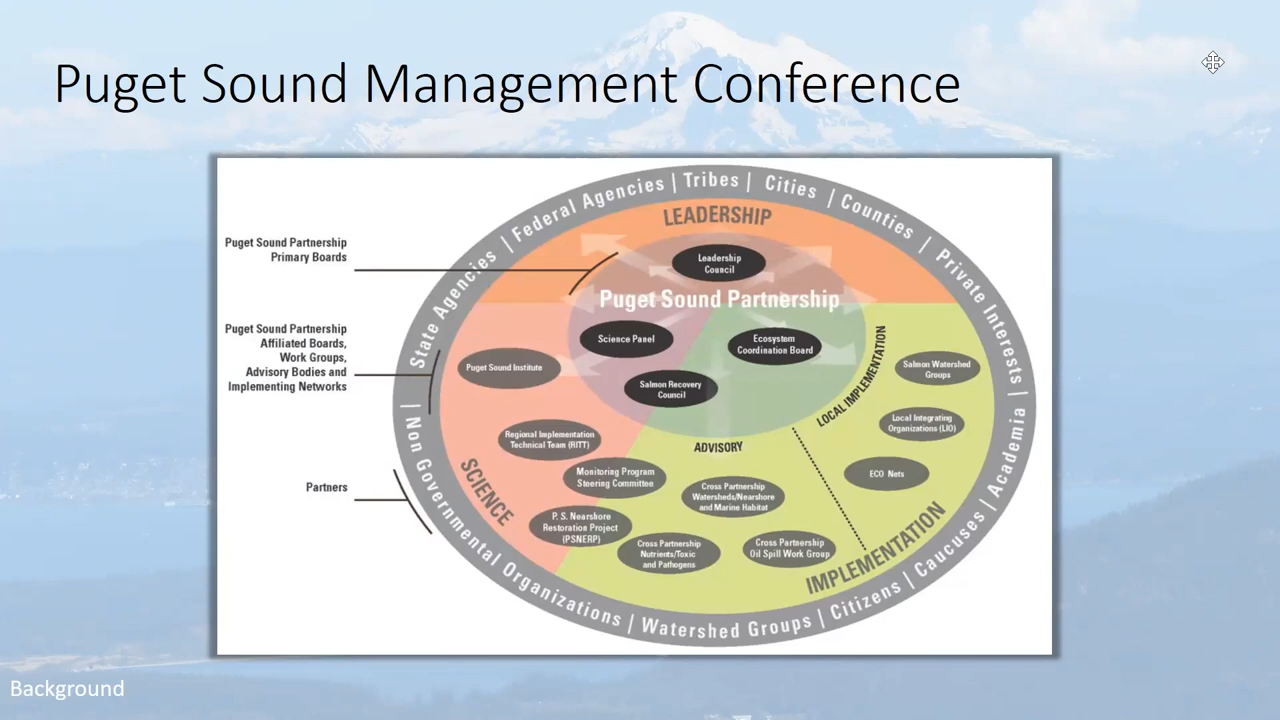 Puget Sound Management Conference
State Agencies | Federal Agencies | Tribes | Cities | Counties | Private Interests |
LEADERSHIP
Puget Sound Partnership
Primary Boards
Leadership
Council
Puget Sound Partnership
Puget Sound Partnership
Affiliated Boards,
Work Groups,
Advisory Bodies and
Implementing Networks
Science Panel
Ecosystem
Coordination Board
Salmon Recovery
Council
Puget Sound Institute
LOCAL IMPLEMENTATION
Salmon Watershed
Groups
Local Integrating
Organizations (LIO)
ECO Nets
Regional Implementation
Technical Team (RITT)
ADVISORY
Monitoring Program
Steering Committee
Cross Partnership
Watersheds/Nearshore
and Marine Habitat
SCIENCE
P. S. Nearshore
Restoration Project
(PSNERP)
Cross Partnership
Nutrients/Toxic
and Pathogens
Cross Partnership
Oil Spill Work Group
IMPLEMENTATION
Partners
| Non Governmental Organizations | Watershed Groups | Citizens | Caucuses | Academia
Background